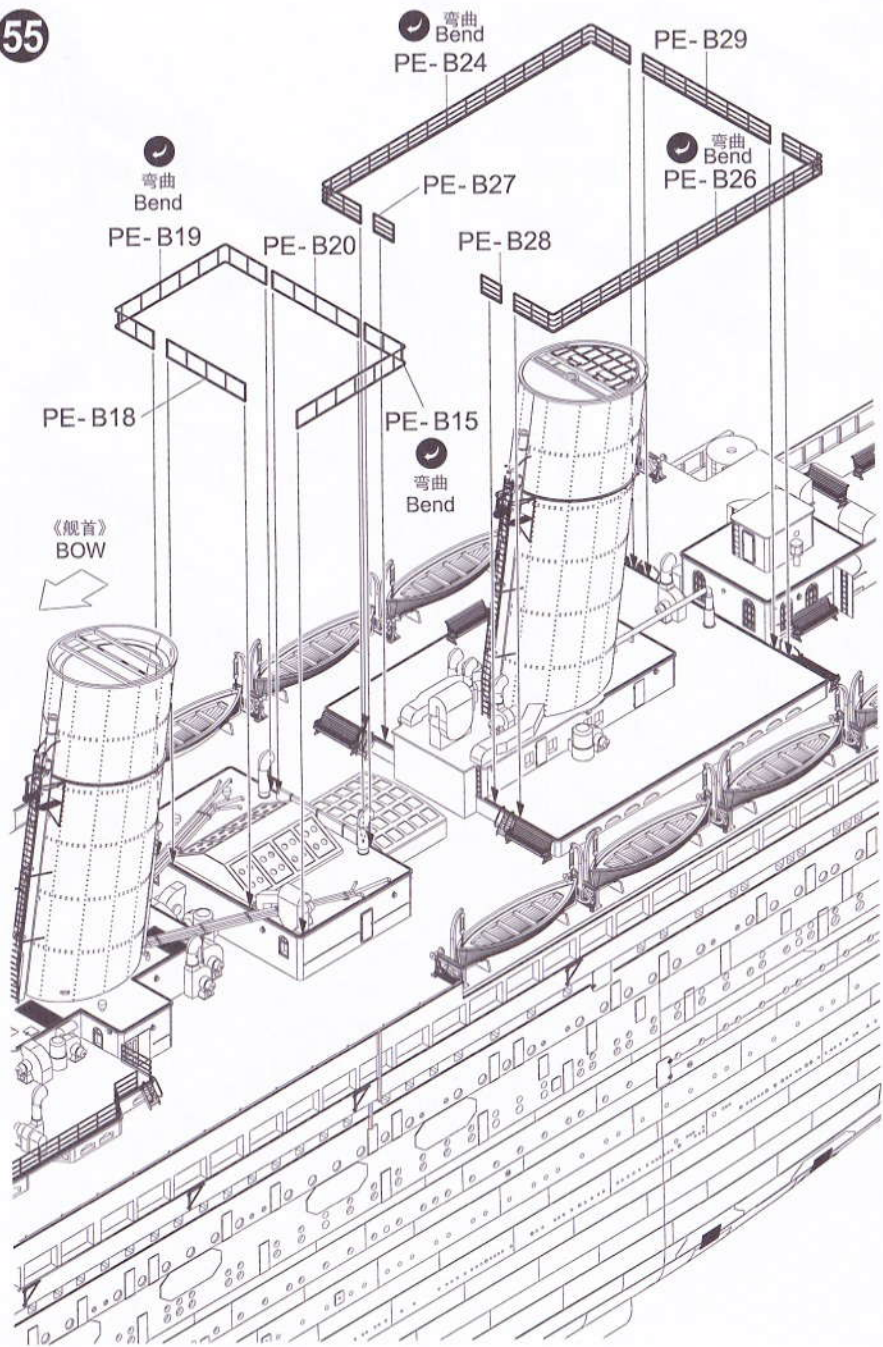 55
弯曲
Bend
PE-B24
PE-B29
弯曲
Bend
PE-B26
弯曲
Bend
PE-B19
PE-B20
PE-B27
PE-B28
PE-B18
PE-B15
弯曲
Bend
《舰首》
BOW